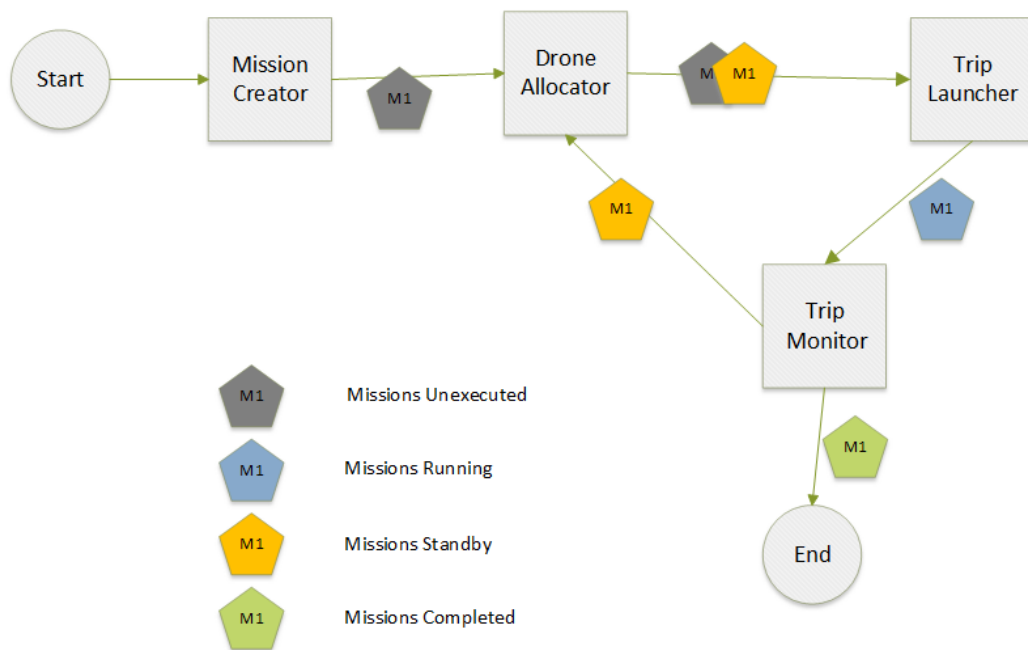 Start
Mission
Creator
M1
Drone
Allocator
M
M1
Trip
Launcher
M1
M1
Trip
Monitor
M1
End
M1
Missions Unexecuted
M1
Missions Running
M1
Missions Standby
M1
Missions Completed